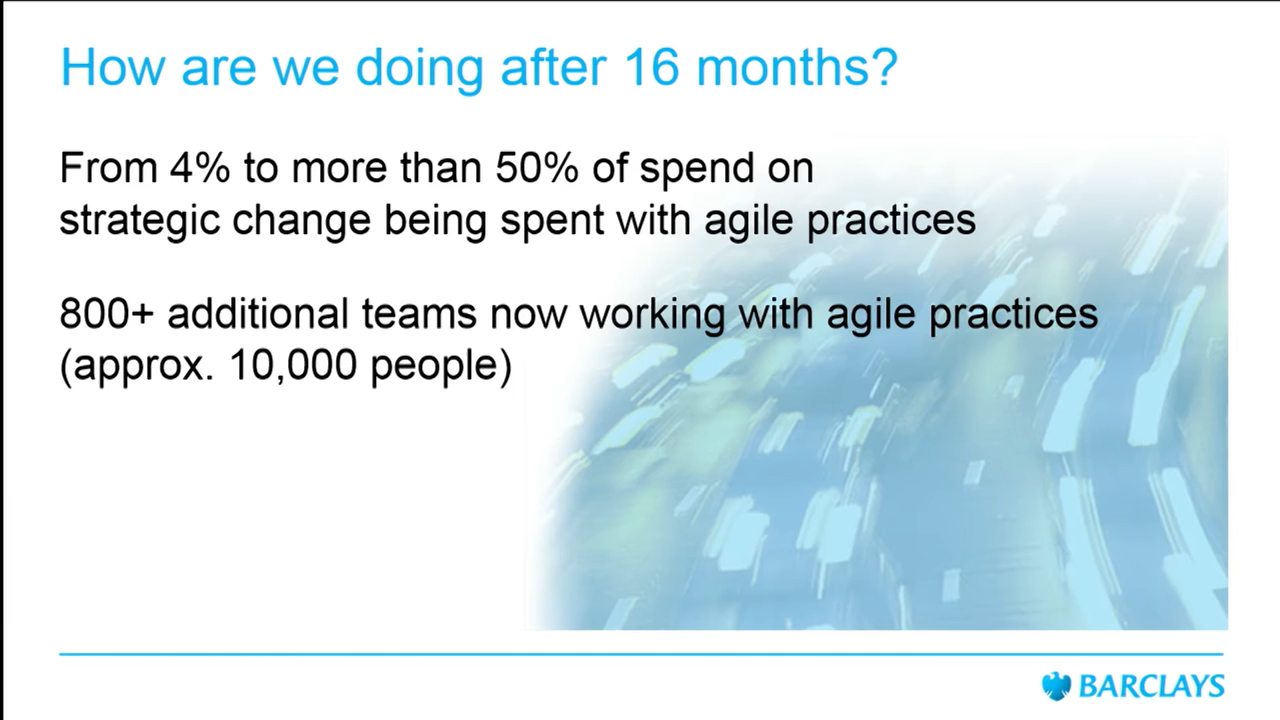 How are we doing after 16 months?
From 4% to more than 50% of spend on
strategic change being spent with agile practices
800+ additional teams now working with agile practices
(approx. 10,000 people)
BARCLAYS